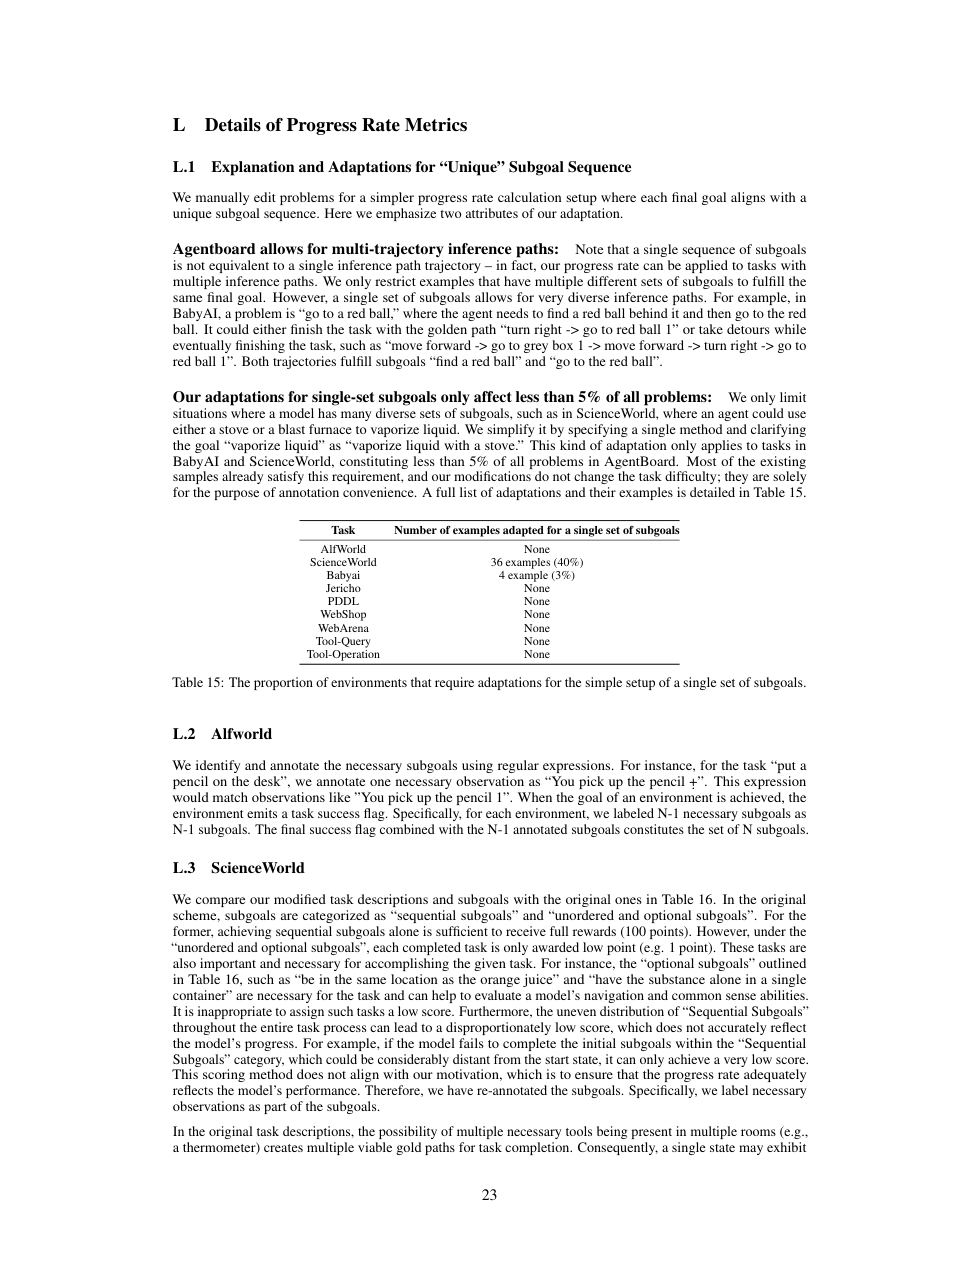 L Details of Progress Rate Metrics
L.1 Explanation and Adaptations for “Unique” Subgoal Sequence
We manually edit problems for a simpler progress rate calculation setup where each final goal aligns with a
unique subgoal sequence. Here we emphasize two attributes of our adaptation.
Agentboard allows for multi-trajectory inference paths: Note that a single sequence of subgoals
is not equivalent to a single inference path trajectory – in fact, our progress rate can be applied to tasks with
multiple inference paths. We only restrict examples that have multiple different sets of subgoals to fulfill the
same final goal. However, a single set of subgoals allows for very diverse inference paths. For example, in
BabyAI, a problem is “go to a red ball,” where the agent needs to find a red ball behind it and then go to the red
ball. It could either finish the task with the golden path “turn right -> go to red ball 1” or take detours while
eventually finishing the task, such as “move forward -> go to grey box 1 -> move forward -> turn right -> go to
red ball 1”. Both trajectories fulfill subgoals “find a red ball” and “go to the red ball”.
Our adaptations for single-set subgoals only affect less than 5% of all problems: We only limit
situations where a model has many diverse sets of subgoals, such as in ScienceWorld, where an agent could use
either a stove or a blast furnace to vaporize liquid. We simplify it by specifying a single method and clarifying
the goal “vaporize liquid” as “vaporize liquid with a stove.” This kind of adaptation only applies to tasks in
BabyAI and ScienceWorld, constituting less than 5% of all problems in AgentBoard. Most of the existing
samples already satisfy this requirement, and our modifications do not change the task difficulty; they are solely
for the purpose of annotation convenience. A full list of adaptations and their examples is detailed in Table 15.
Task Number of examples adapted for a single set of subgoals
AlfWorld None
ScienceWorld 36 examples (40%)
Babyai 4 example (3%)
Jericho None
PDDL None
WebShop None
WebArena None
Tool-Query None
Tool-Operation None
Table 15: The proportion of environments that require adaptations for the simple setup of a single set of subgoals.
L.2 Alfworld
We identify and annotate the necessary subgoals using regular expressions. For instance, for the task “put a
pencil on the desk”, we annotate one necessary observation as “You pick up the pencil +”. This expression
would match observations like ”You pick up the pencil 1”. When the goal of an environment is achieved, the
environment emits a task success flag. Specifically, for each environment, we labeled N-1 necessary subgoals as
N-1 subgoals. The final success flag combined with the N-1 annotated subgoals constitutes the set of N subgoals.
L.3 ScienceWorld
We compare our modified task descriptions and subgoals with the original ones in Table 16. In the original
scheme, subgoals are categorized as “sequential subgoals” and “unordered and optional subgoals”. For the
former, achieving sequential subgoals alone is sufficient to receive full rewards (100 points). However, under the
“unordered and optional subgoals”, each completed task is only awarded low point (e.g. 1 point). These tasks are
also important and necessary for accomplishing the given task. For instance, the “optional subgoals” outlined
in Table 16, such as “be in the same location as the orange juice” and “have the substance alone in a single
container” are necessary for the task and can help to evaluate a model’s navigation and common sense abilities.
It is inappropriate to assign such tasks a low score. Furthermore, the uneven distribution of “Sequential Subgoals”
throughout the entire task process can lead to a disproportionately low score, which does not accurately reflect
the model’s progress. For example, if the model fails to complete the initial subgoals within the “Sequential
Subgoals” category, which could be considerably distant from the start state, it can only achieve a very low score.
This scoring method does not align with our motivation, which is to ensure that the progress rate adequately
reflects the model’s performance. Therefore, we have re-annotated the subgoals. Specifically, we label necessary
observations as part of the subgoals.
In the original task descriptions, the possibility of multiple necessary tools being present in multiple rooms (e.g.,
a thermometer) creates multiple viable gold paths for task completion. Consequently, a single state may exhibit
23